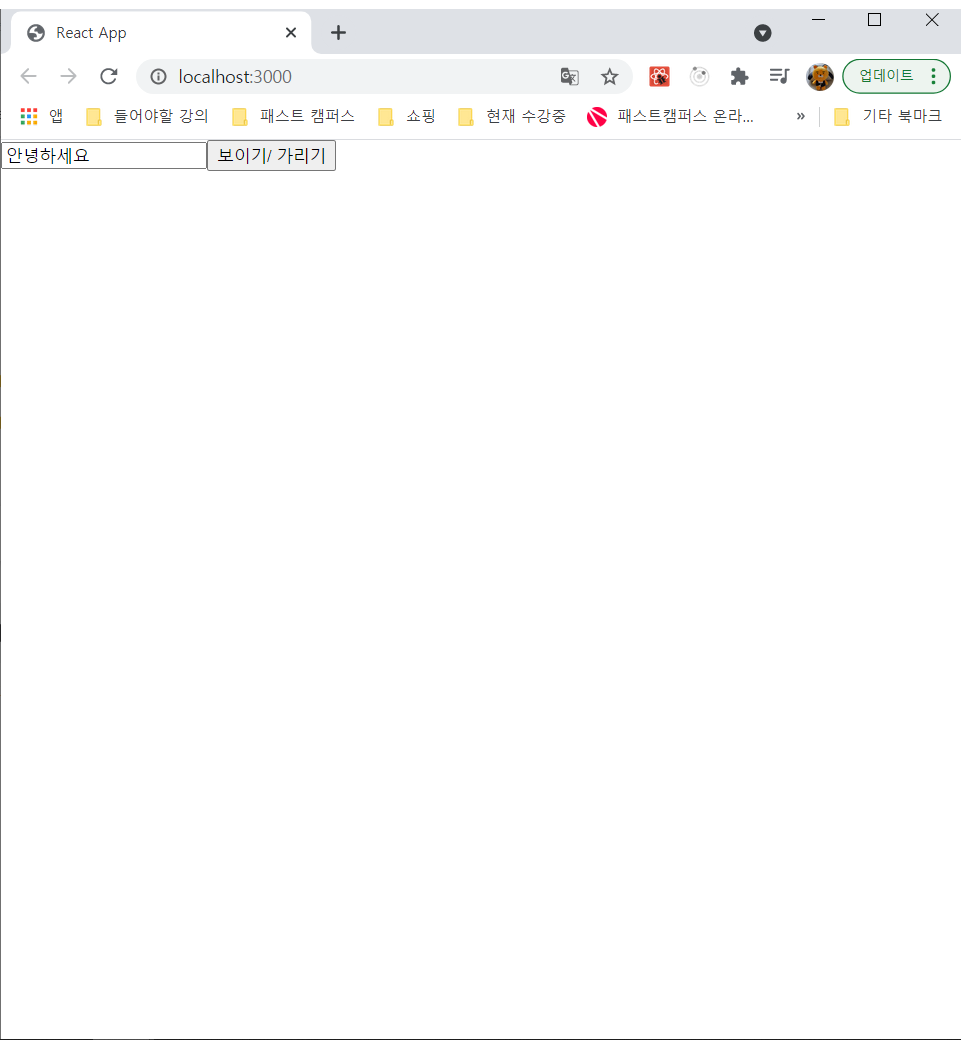 React App
localhost:3000
업데이트
앱 들어야할 강의 패스트 캠퍼스 쇼핑 현재 수강중 패스트캠퍼스 온라... » 기타 북마크
안녕하세요 보이기/ 가리기